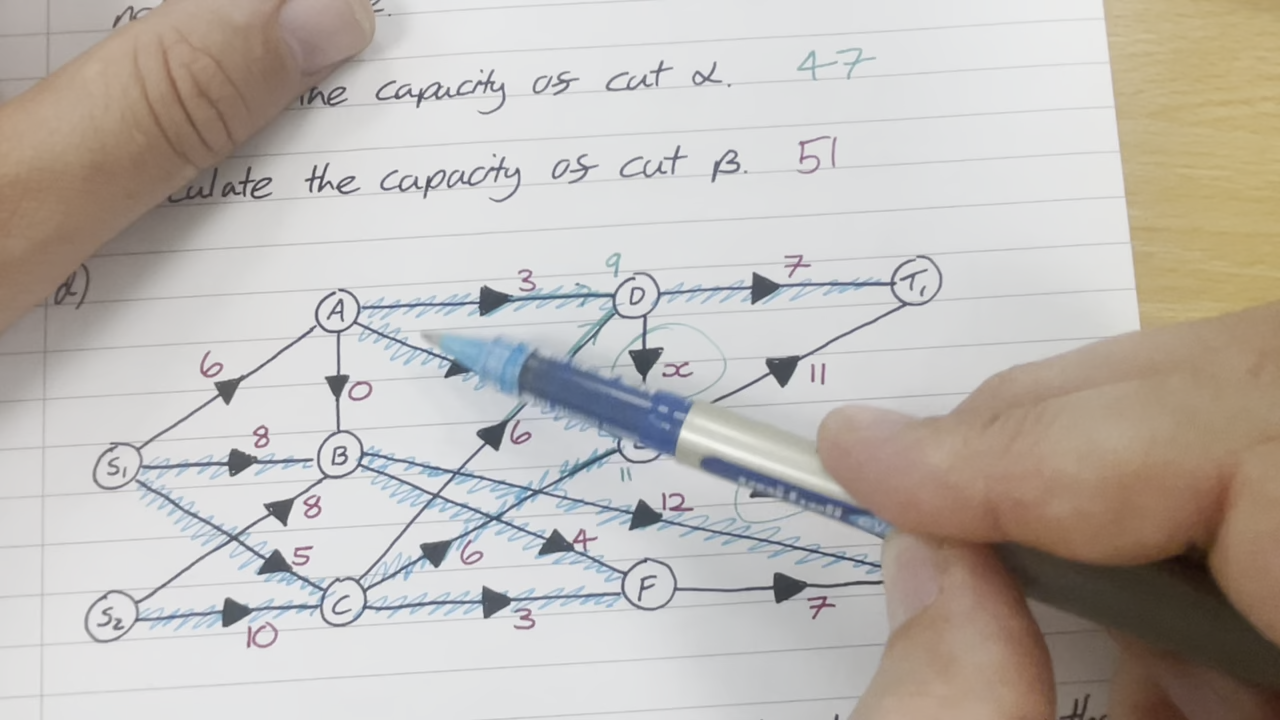 the capacity of cut α. 47
the capacity of cut β. 51
d)
9
3
7
A
D
T₁
6
x
11
0
8
6
S₁
B
11
8
12
5
6
4
F
C
S₂
10
3
7